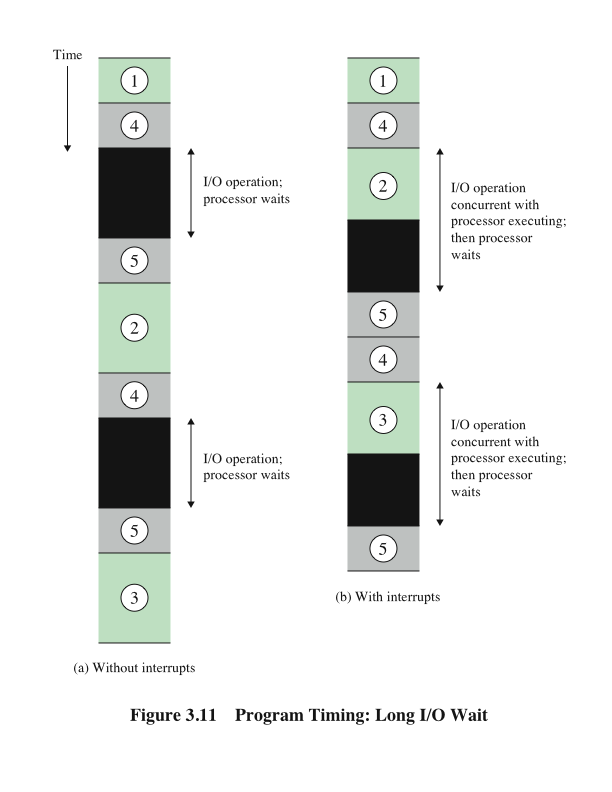 Time
1
4
I/O operation;
processor waits
5
2
4
I/O operation;
processor waits
5
3
(a) Without interrupts
1
4
2
I/O operation
concurrent with
processor executing;
then processor
waits
5
4
3
I/O operation
concurrent with
processor executing;
then processor
waits
5
(b) With interrupts
Figure 3.11 Program Timing: Long I/O Wait